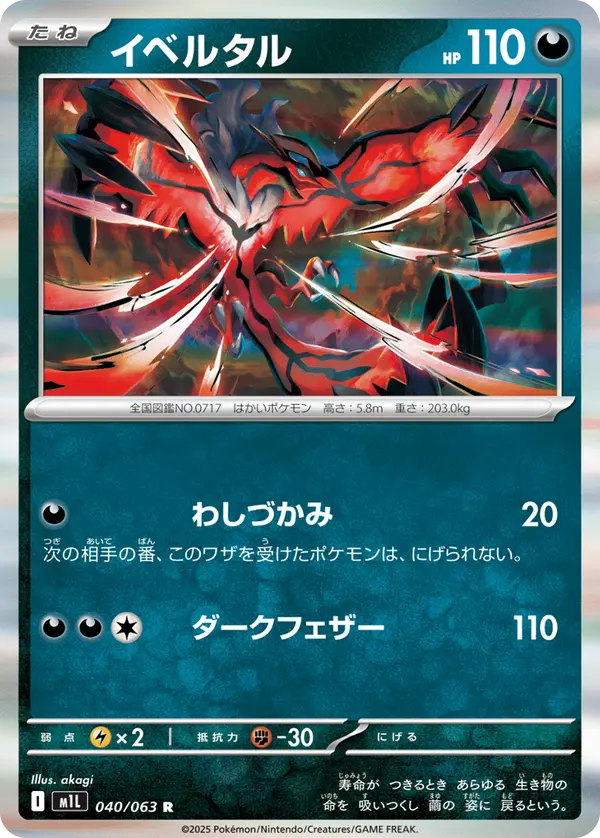 たね
イベルタル
HP 110
全国図鑑NO.0717 はかいポケモン 高さ:5.8m 重さ:203.0kg
わしづかみ 20
次の相手の番、このワザを受けたポケモンは、にげられない。
ダークフェザー 110
弱点 ×2 抵抗力 -30 にげる
Illus. akagi
I M1L 040/063 R
寿命が つきるとき あらゆる 生き物の
命を 吸いつくし 繭の 姿に 戻るという。
©2025 Pokémon/Nintendo/Creatures/GAME FREAK.